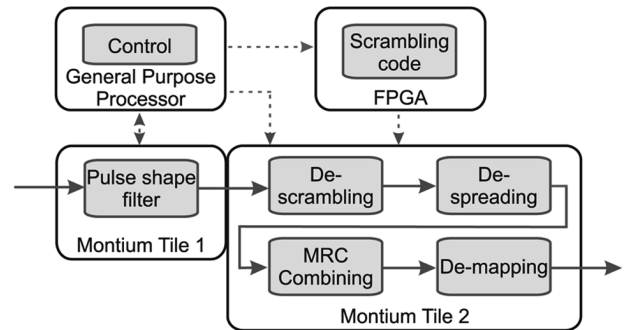 Control
General Purpose
Processor
Scrambling
code
FPGA
Pulse shape
filter
Montium Tile 1
De-
scrambling
De-
spreading
MRC
Combining
De-mapping
Montium Tile 2